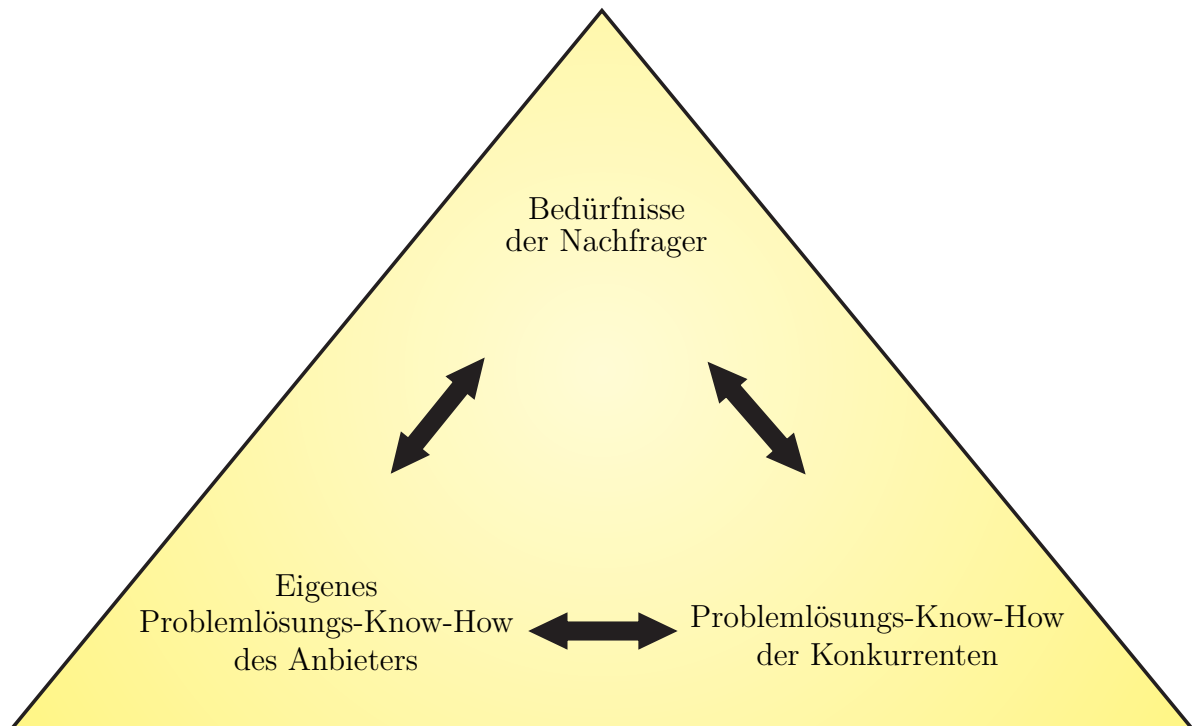 Bedürfnisse
der Nachfrager
Eigenes
Problemlösungs-Know-How
des Anbieters
Problemlösungs-Know-How
der Konkurrenten